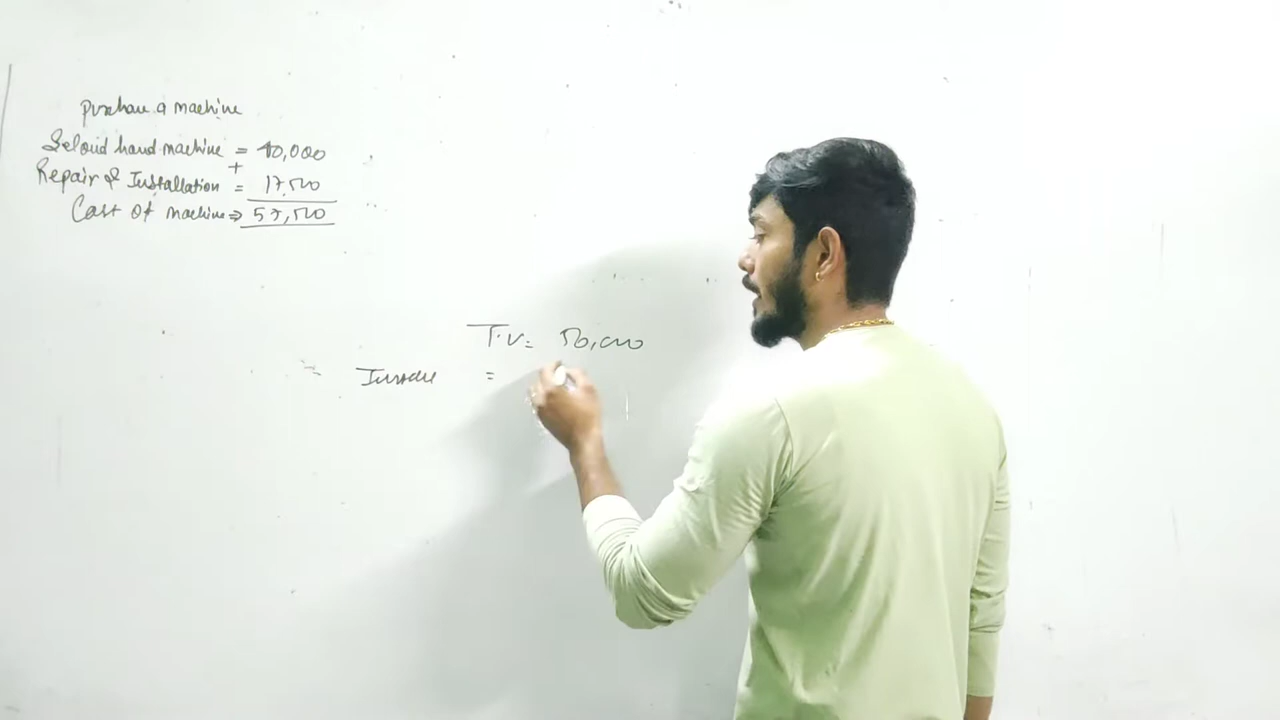 Purchase a machine
Second hand machine = 40,000
+
Repair & Installation = 17,500
Cost of machine ⇒ 57,500
T.V = 50,000
=